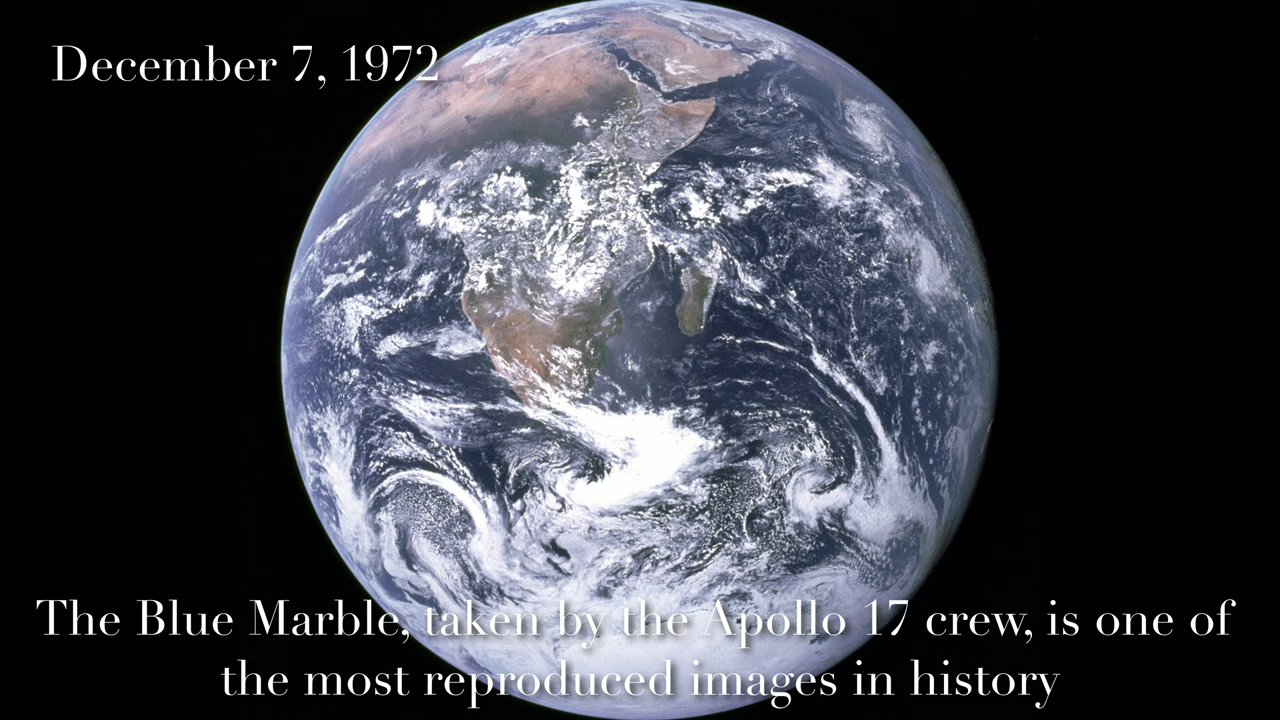 December 7, 1972
The Blue Marble, taken by the Apollo 17 crew, is one of
the most reproduced images in history